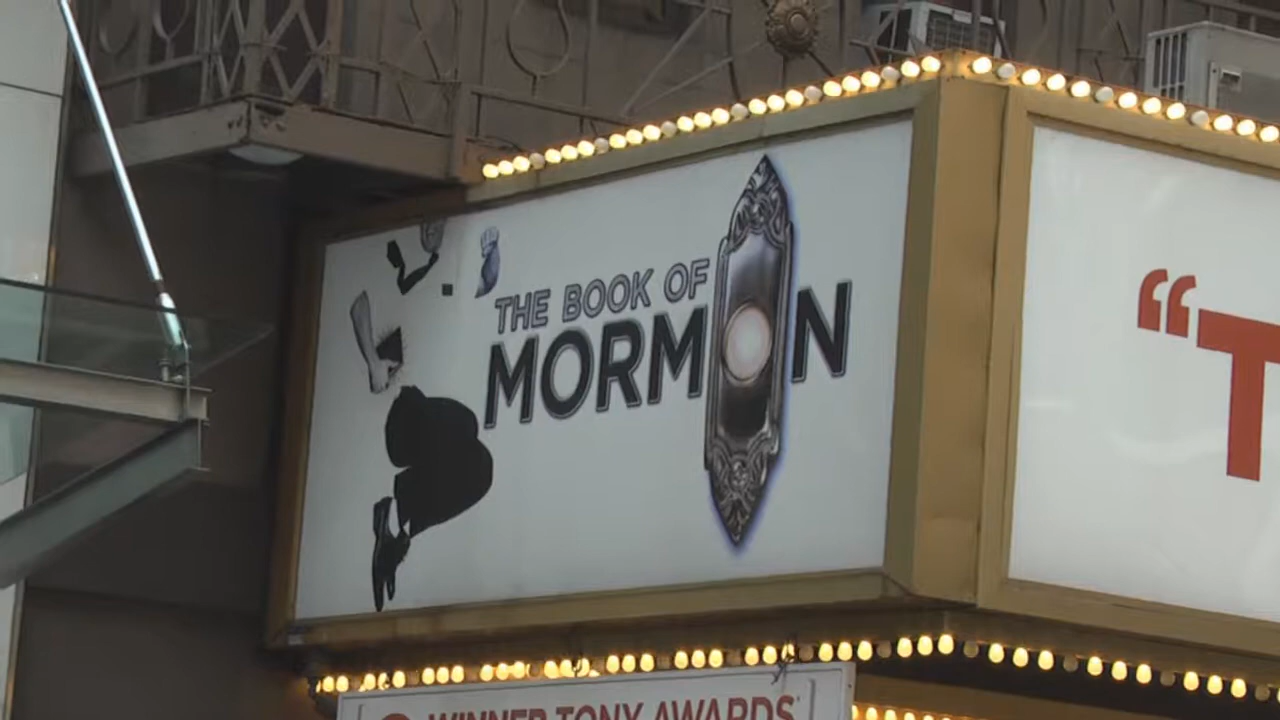 THE BOOK OF
MORMON
“T
WINNER TONY AWARDS